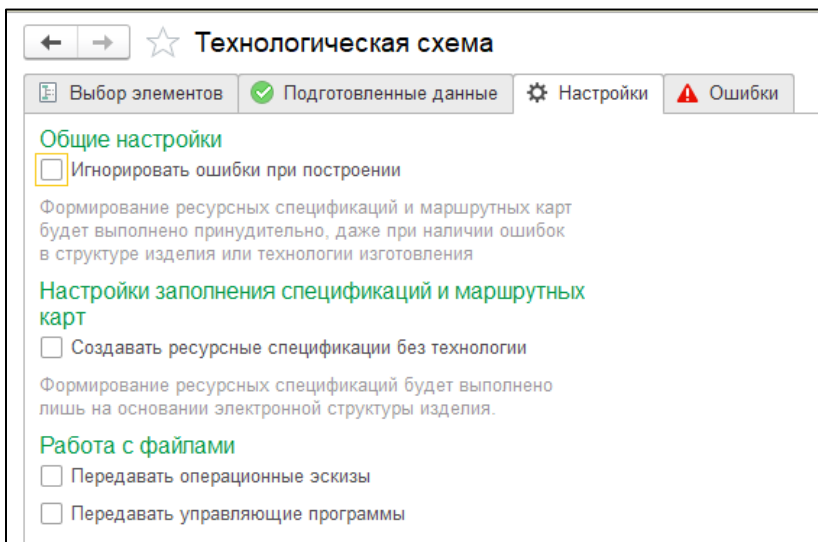 Технологическая схема
Выбор элементов Подготовленные данные Настройки Ошибки
Общие настройки
Игнорировать ошибки при построении
Формирование ресурсных спецификаций и маршрутных карт
будет выполнено принудительно, даже при наличии ошибок
в структуре изделия или технологии изготовления
Настройки заполнения спецификаций и маршрутных
карт
Создавать ресурсные спецификации без технологии
Формирование ресурсных спецификаций будет выполнено
лишь на основании электронной структуры изделия.
Работа с файлами
Передавать операционные эскизы
Передавать управляющие программы